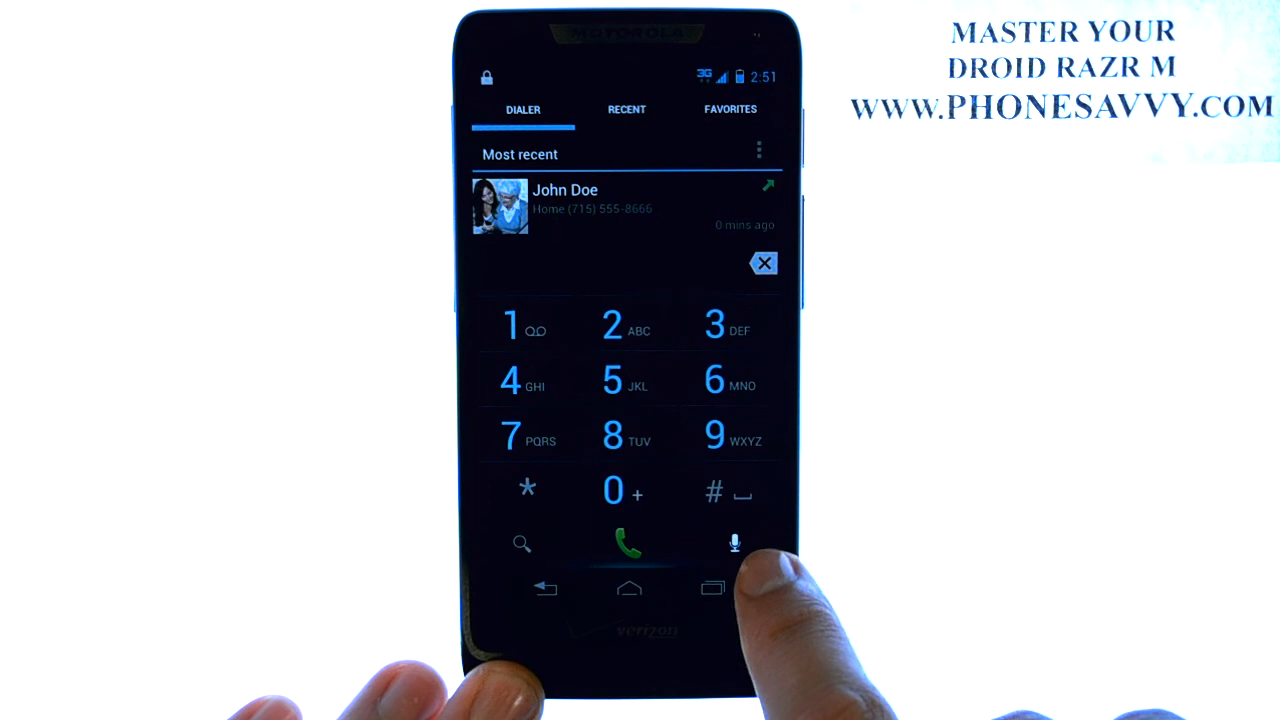 MASTER YOUR
DROID RAZR M
WWW.PHONESAVVY.COM
MOTOROLA
3G 2:51
DIALER RECENT FAVORITES
Most recent
John Doe
Home (715) 555-8666
0 mins ago
1 2 ABC 3 DEF
4 GHI 5 JKL 6 MNO
7 PQRS 8 TUV 9 WXYZ
* 0 + #
verizon